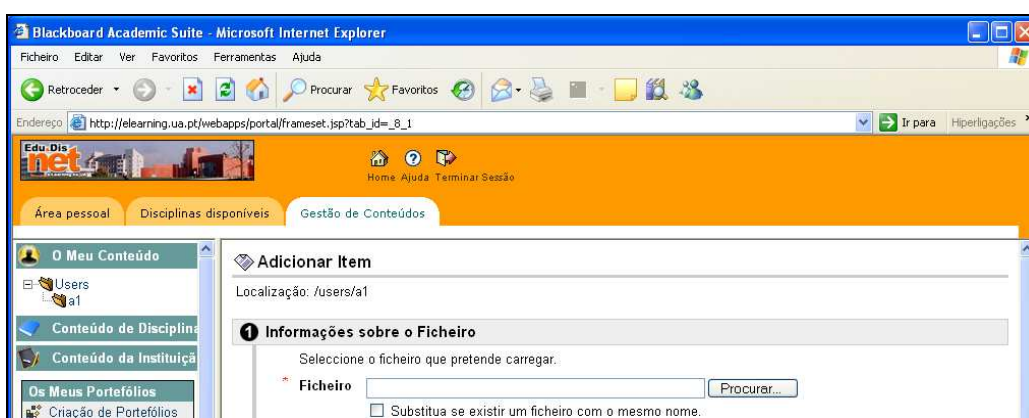 Blackboard Academic Suite - Microsoft Internet Explorer
Ficheiro Editar Ver Favoritos Ferramentas Ajuda
Retroceder Procurar Favoritos
Endereço http://elearning.ua.pt/webapps/portal/frameset.jsp?tab_id=_8_1 Ir para Hiperligações
Edu.Dis
net
Home Ajuda Terminar Sessão
Área pessoal Disciplinas disponíveis Gestão de Conteúdos
O Meu Conteúdo
Users
a1
Conteúdo de Disciplina
Conteúdo da Instituiçã
Os Meus Portefólios
Criação de Portefólios
Adicionar Item
Localização: /users/a1
1 Informações sobre o Ficheiro
Seleccione o ficheiro que pretende carregar.
* Ficheiro Procurar...
Substitua se existir um ficheiro com o mesmo nome.